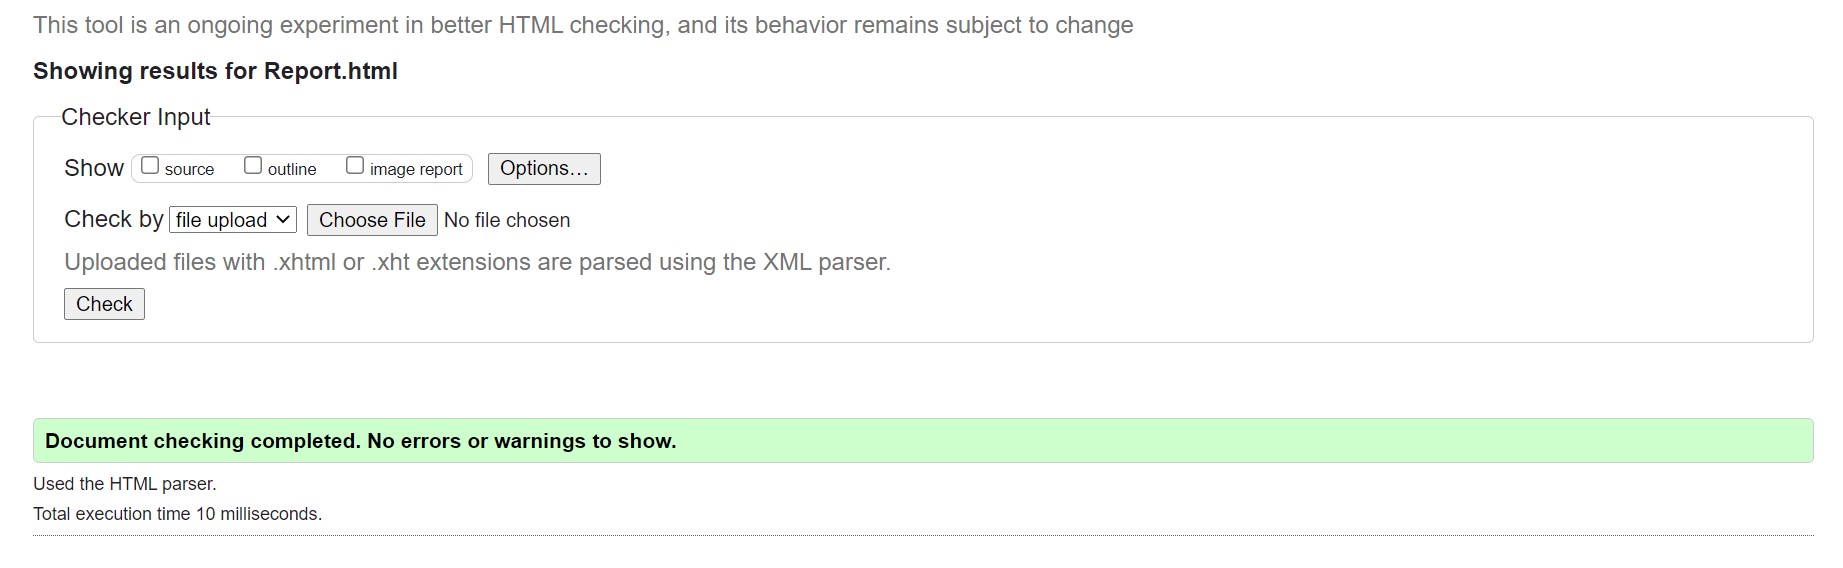 This tool is an ongoing experiment in better HTML checking, and its behavior remains subject to change
Showing results for Report.html
Checker Input
Show source outline image report Options…
Check by file upload Choose File No file chosen
Uploaded files with .xhtml or .xht extensions are parsed using the XML parser.
Check
Document checking completed. No errors or warnings to show.
Used the HTML parser.
Total execution time 10 milliseconds.